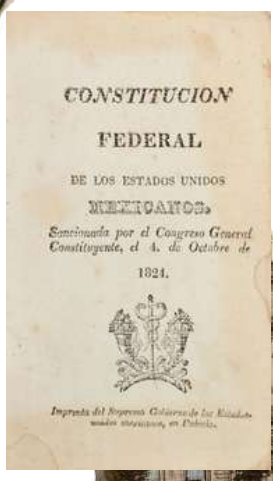 CONSTITUCION
FEDERAL
DE LOS ESTADOS UNIDOS
MEXICANOS.
Sancionada por el Congreso General
Constituyente, el 4. de Octubre de
1824.
Imprenta del Supremo Gobierno de los Estados-
unidos mexicanos, en Palacio.